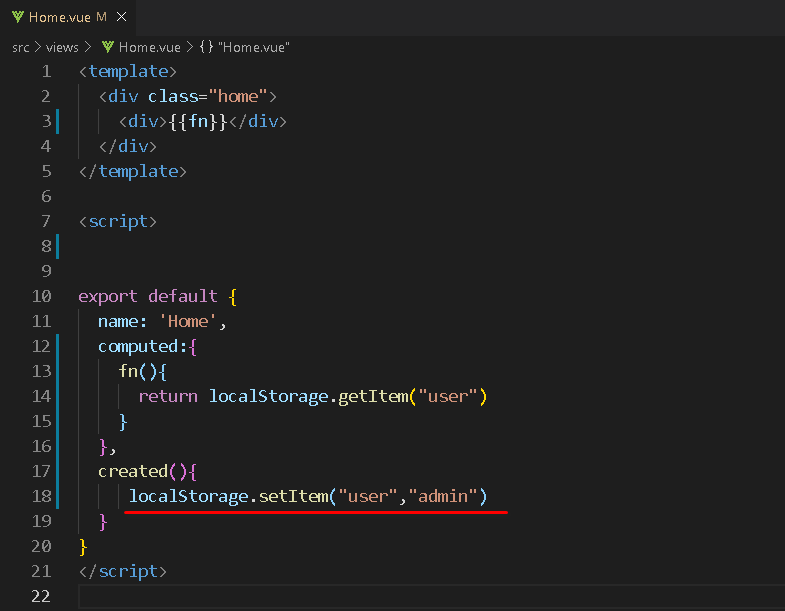 Home.vue M ×
src > views > Home.vue > {} "Home.vue"
1 <template>
2 <div class="home">
3 <div>{{fn}}</div>
4 </div>
5 </template>
6
7 <script>
8
9
10 export default {
11 name: 'Home',
12 computed:{
13 fn(){
14 return localStorage.getItem("user")
15 }
16 },
17 created(){
18 localStorage.setItem("user","admin")
19 }
20 }
21 </script>
22